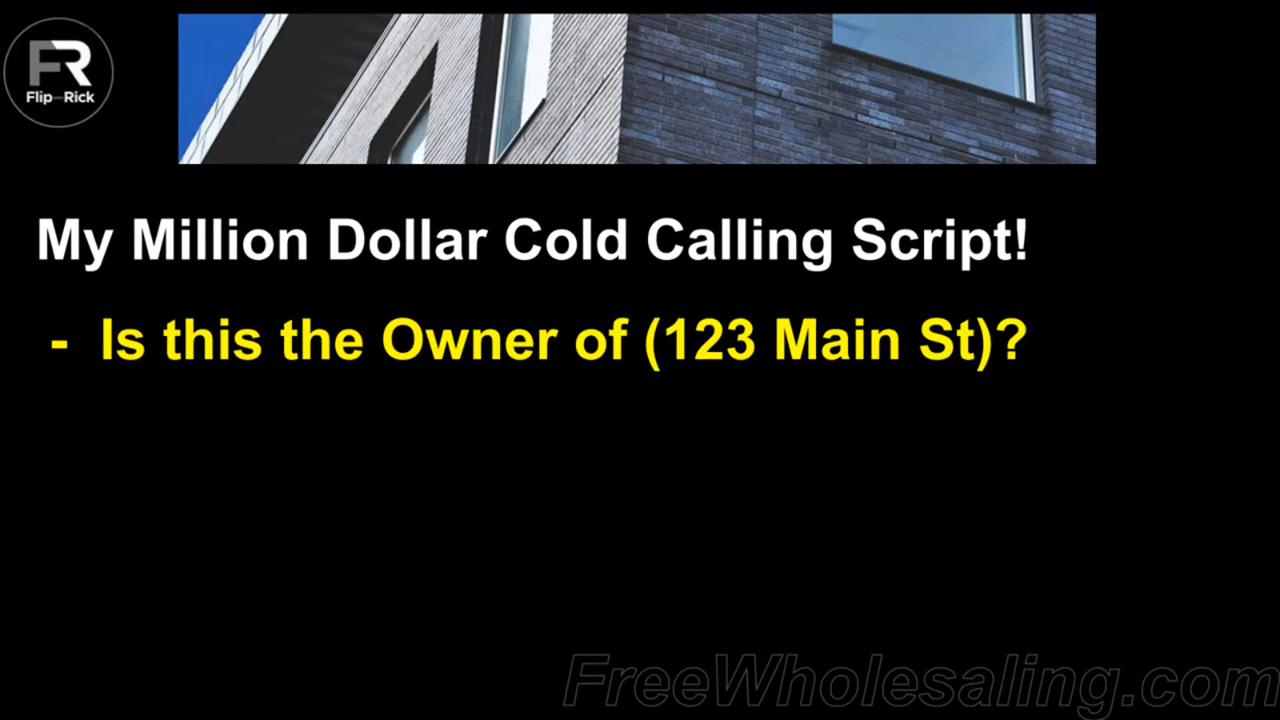 FR
Flip Rick
My Million Dollar Cold Calling Script!
- Is this the Owner of (123 Main St)?
FreeWholesaling.com